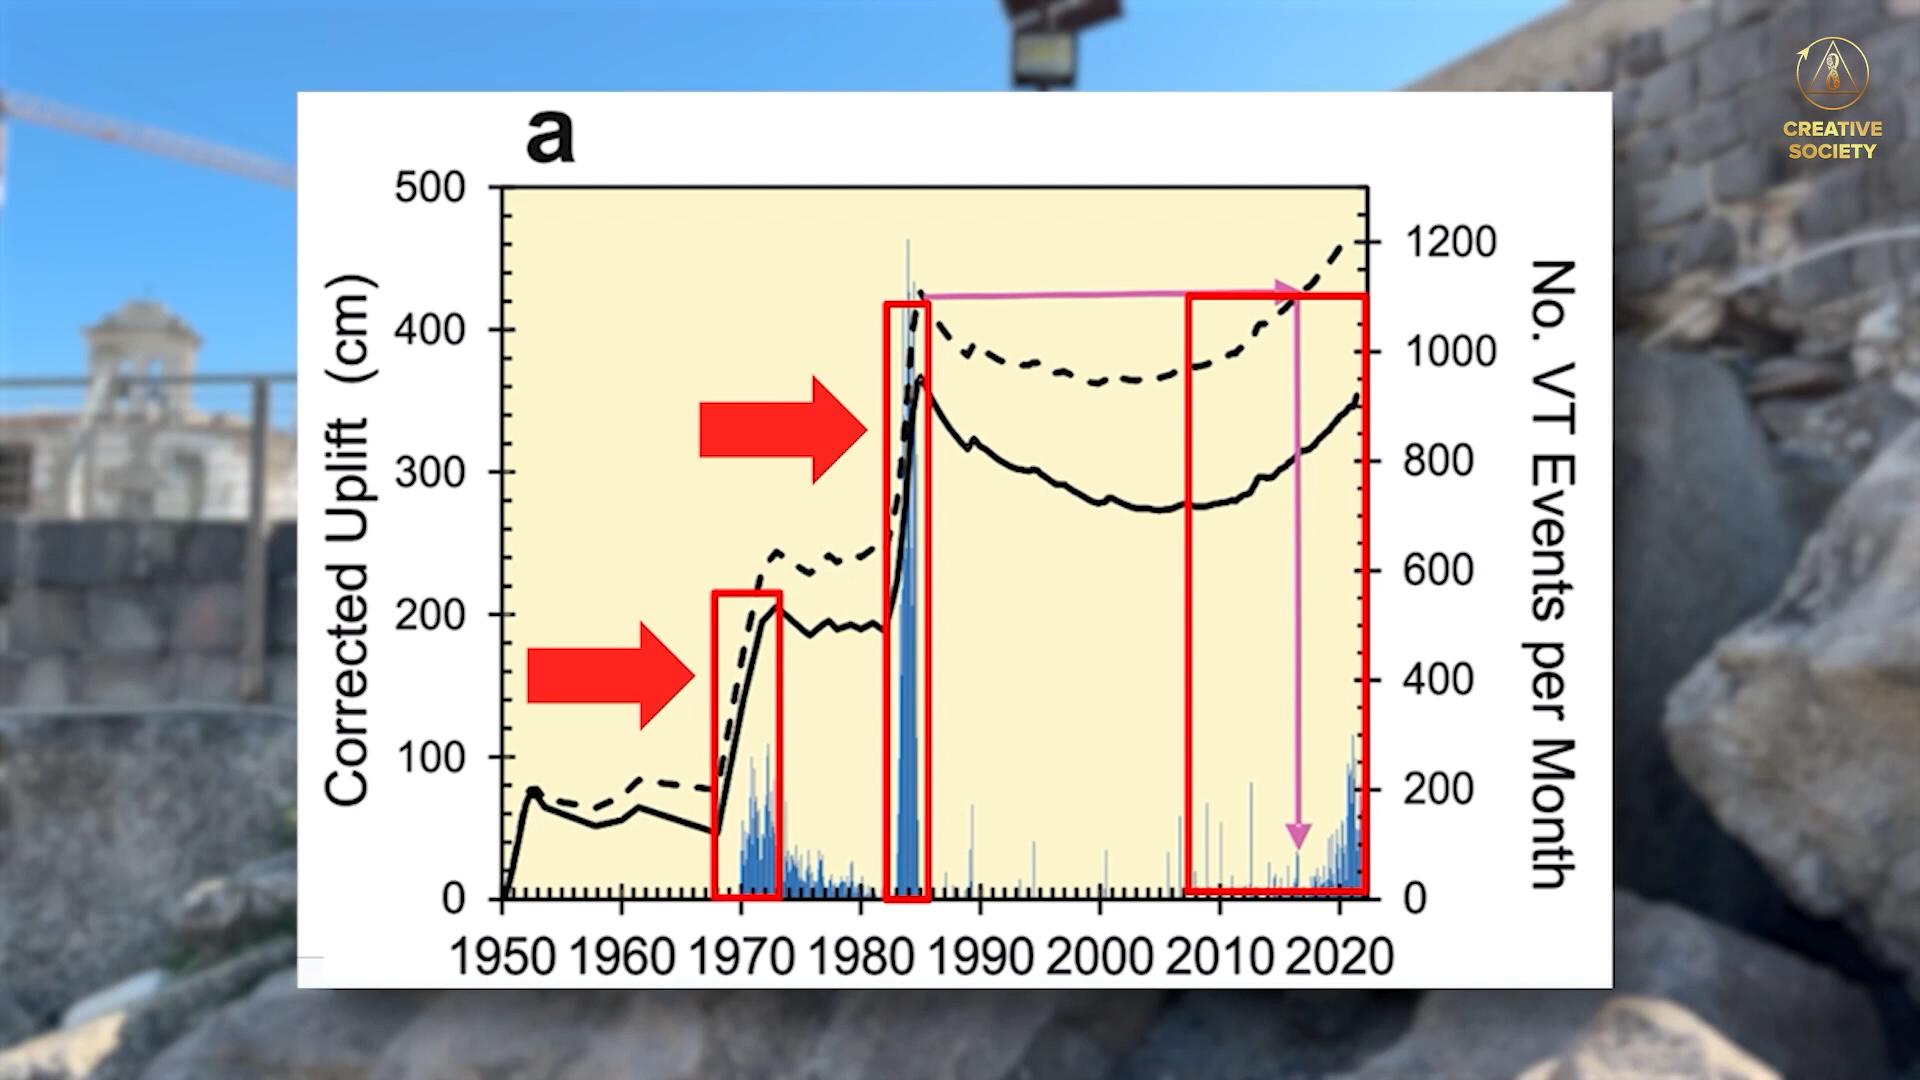 CREATIVE
SOCIETY
a
Corrected Uplift (cm)
500
400
300
200
100
0
1200
1000
800
600
400
200
0
No. VT Events per Month
1950 1960 1970 1980 1990 2000 2010 2020